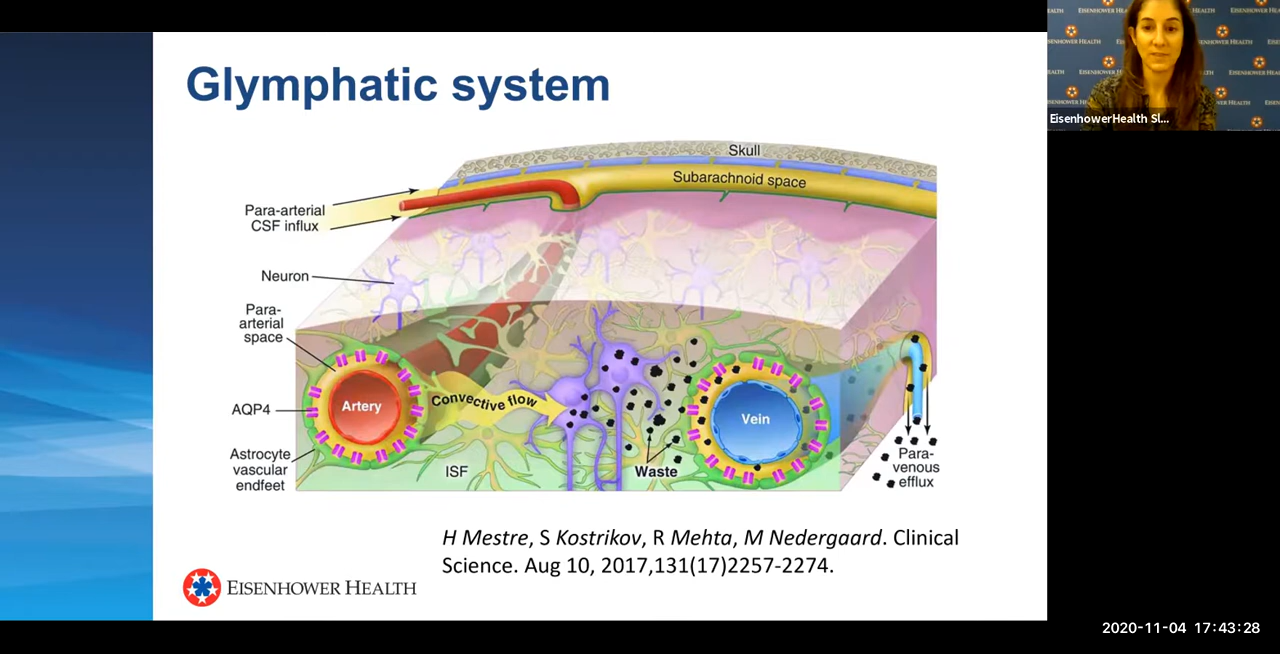 Glymphatic system
Skull
Subarachnoid space
Para-arterial
CSF influx
Neuron
Para-
arterial
space
AQP4
Artery
Convective flow
Vein
Astrocyte
vascular
endfeet
ISF
Waste
Para-
venous
efflux
H Mestre, S Kostrikov, R Mehta, M Nedergaard. Clinical
Science. Aug 10, 2017,131(17)2257-2274.
EISENHOWER HEALTH
EISENHOWER HEALTH
EisenhowerHealth Sl...
2020-11-04 17:43:28